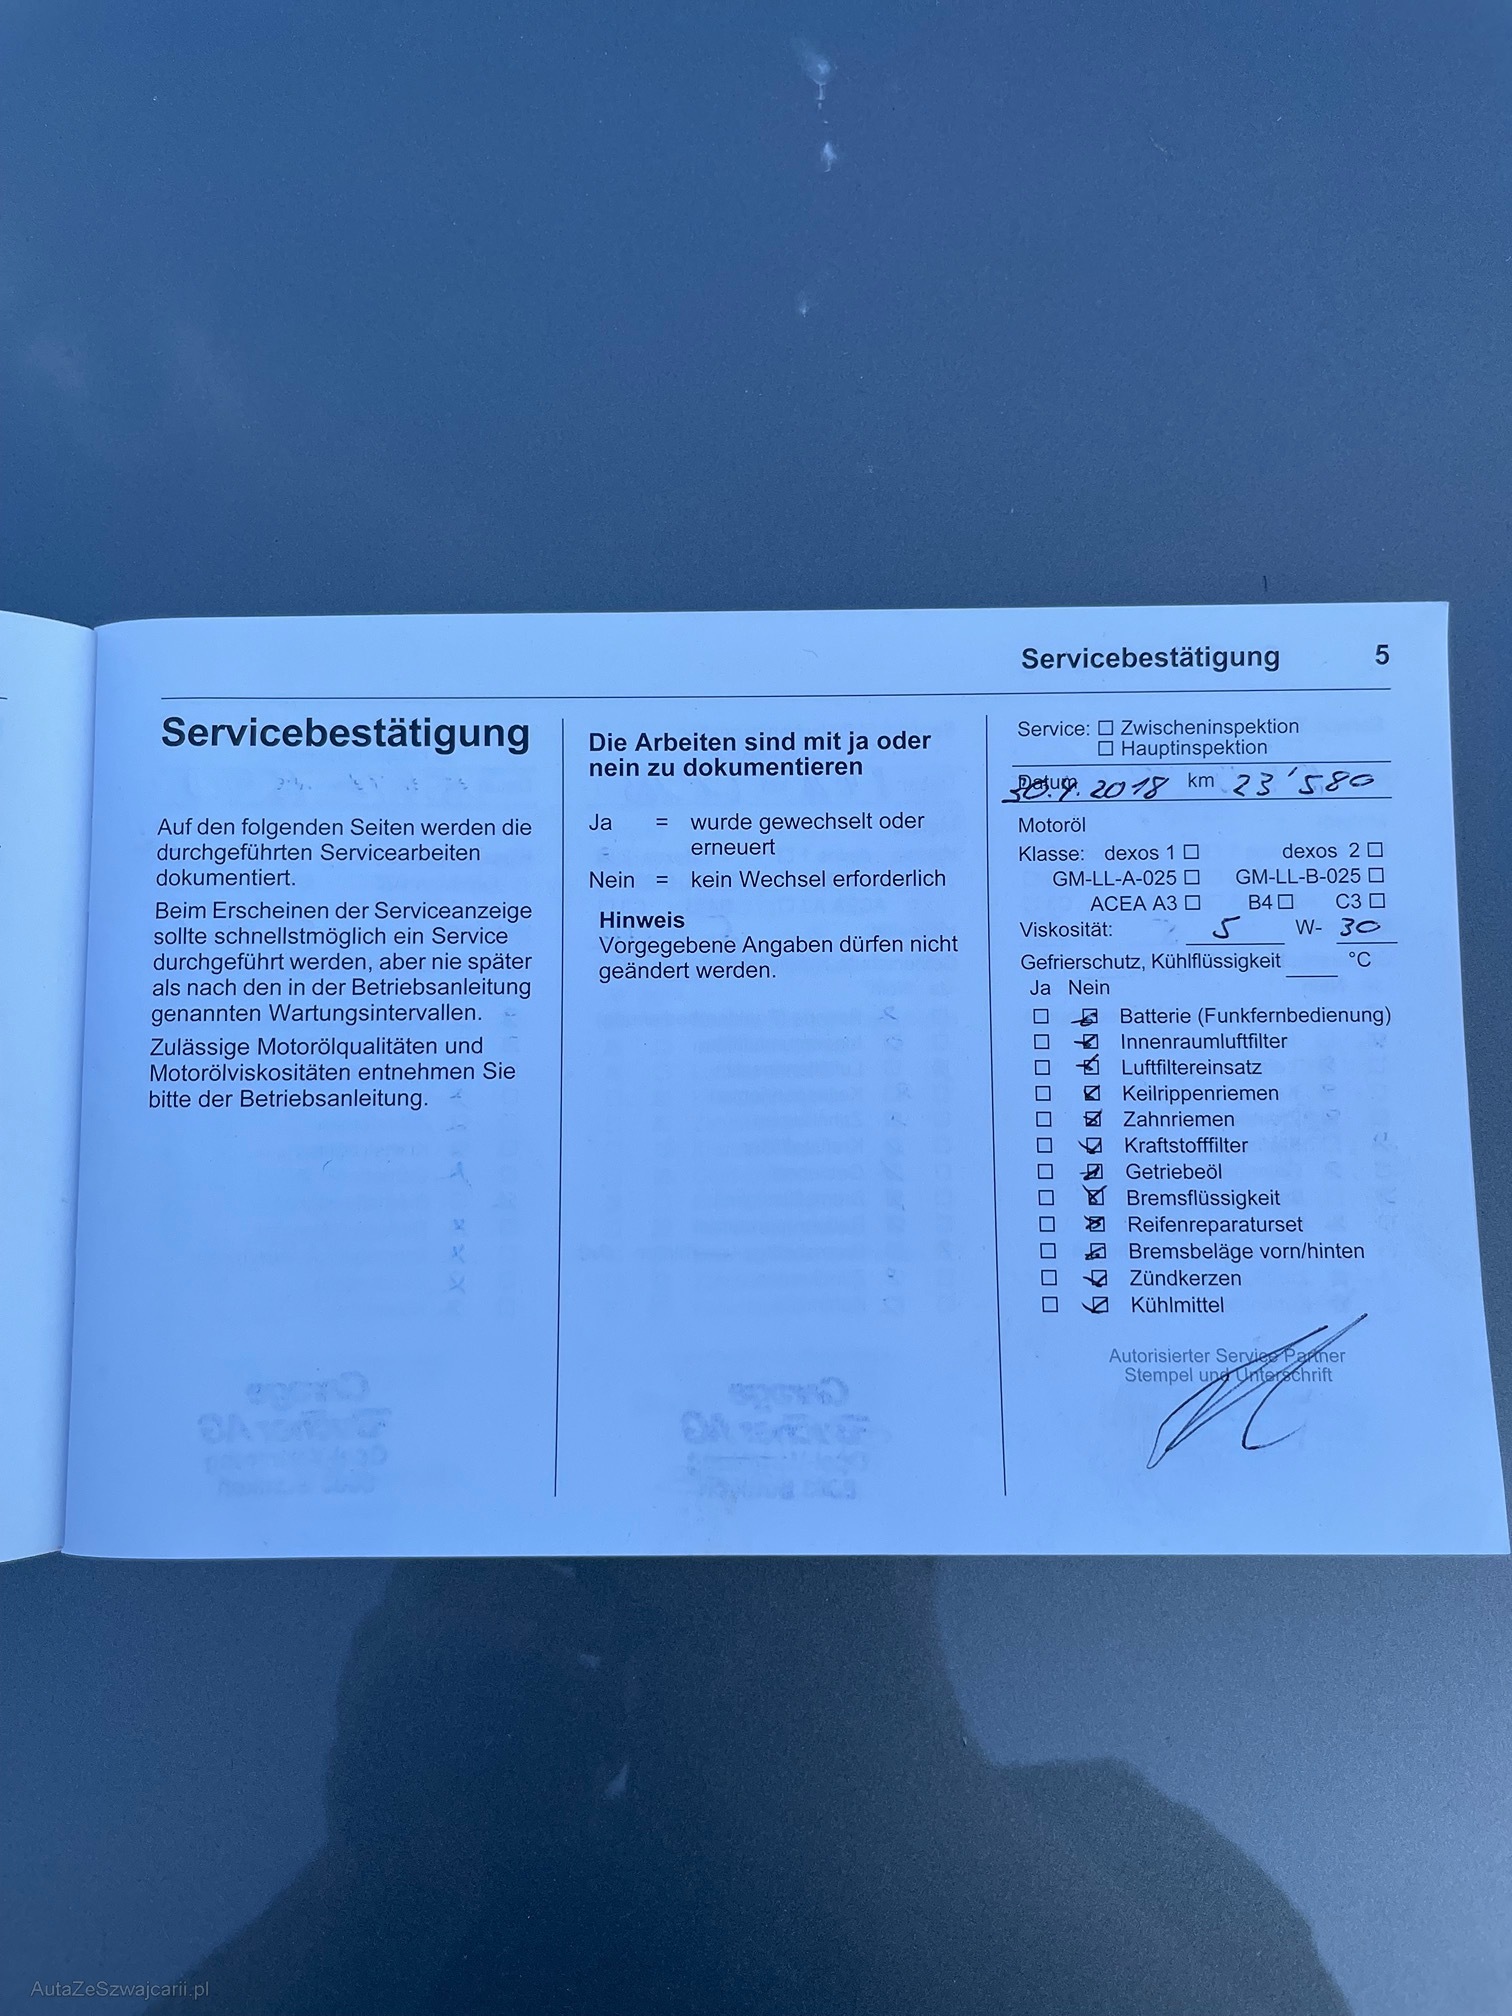 Servicebestätigung 5
Servicebestätigung
Auf den folgenden Seiten werden die
durchgeführten Servicearbeiten
dokumentiert.
Beim Erscheinen der Serviceanzeige
sollte schnellstmöglich ein Service
durchgeführt werden, aber nie später
als nach den in der Betriebsanleitung
genannten Wartungsintervallen.
Zulässige Motorölqualitäten und
Motorölviskositäten entnehmen Sie
bitte der Betriebsanleitung.
Die Arbeiten sind mit ja oder
nein zu dokumentieren
Ja = wurde gewechselt oder
erneuert
Nein = kein Wechsel erforderlich
Hinweis
Vorgegebene Angaben dürfen nicht
geändert werden.
Service: ☐ Zwischeninspektion
☐ Hauptinspektion
Datum 2018 km 23'580
Motoröl
Klasse: dexos 1 ☐ dexos 2 ☐
GM-LL-A-025 ☐ GM-LL-B-025 ☐
ACEA A3 ☐ B4 ☐ C3 ☐
Viskosität: 5 W- 30
Gefrierschutz, Kühlflüssigkeit ____ °C
Ja Nein
☐ ☑ Batterie (Funkfernbedienung)
☐ ☑ Innenraumluftfilter
☐ ☑ Luftfiltereinsatz
☐ ☑ Keilrippenriemen
☐ ☑ Zahnriemen
☐ ☑ Kraftstofffilter
☐ ☑ Getriebeöl
☐ ☑ Bremsflüssigkeit
☐ ☑ Reifenreparaturset
☐ ☑ Bremsbeläge vorn/hinten
☐ ☑ Zündkerzen
☐ ☑ Kühlmittel
Autorisierter Service Partner
Stempel und Unterschrift
AutaZeSzwajcarii.pl